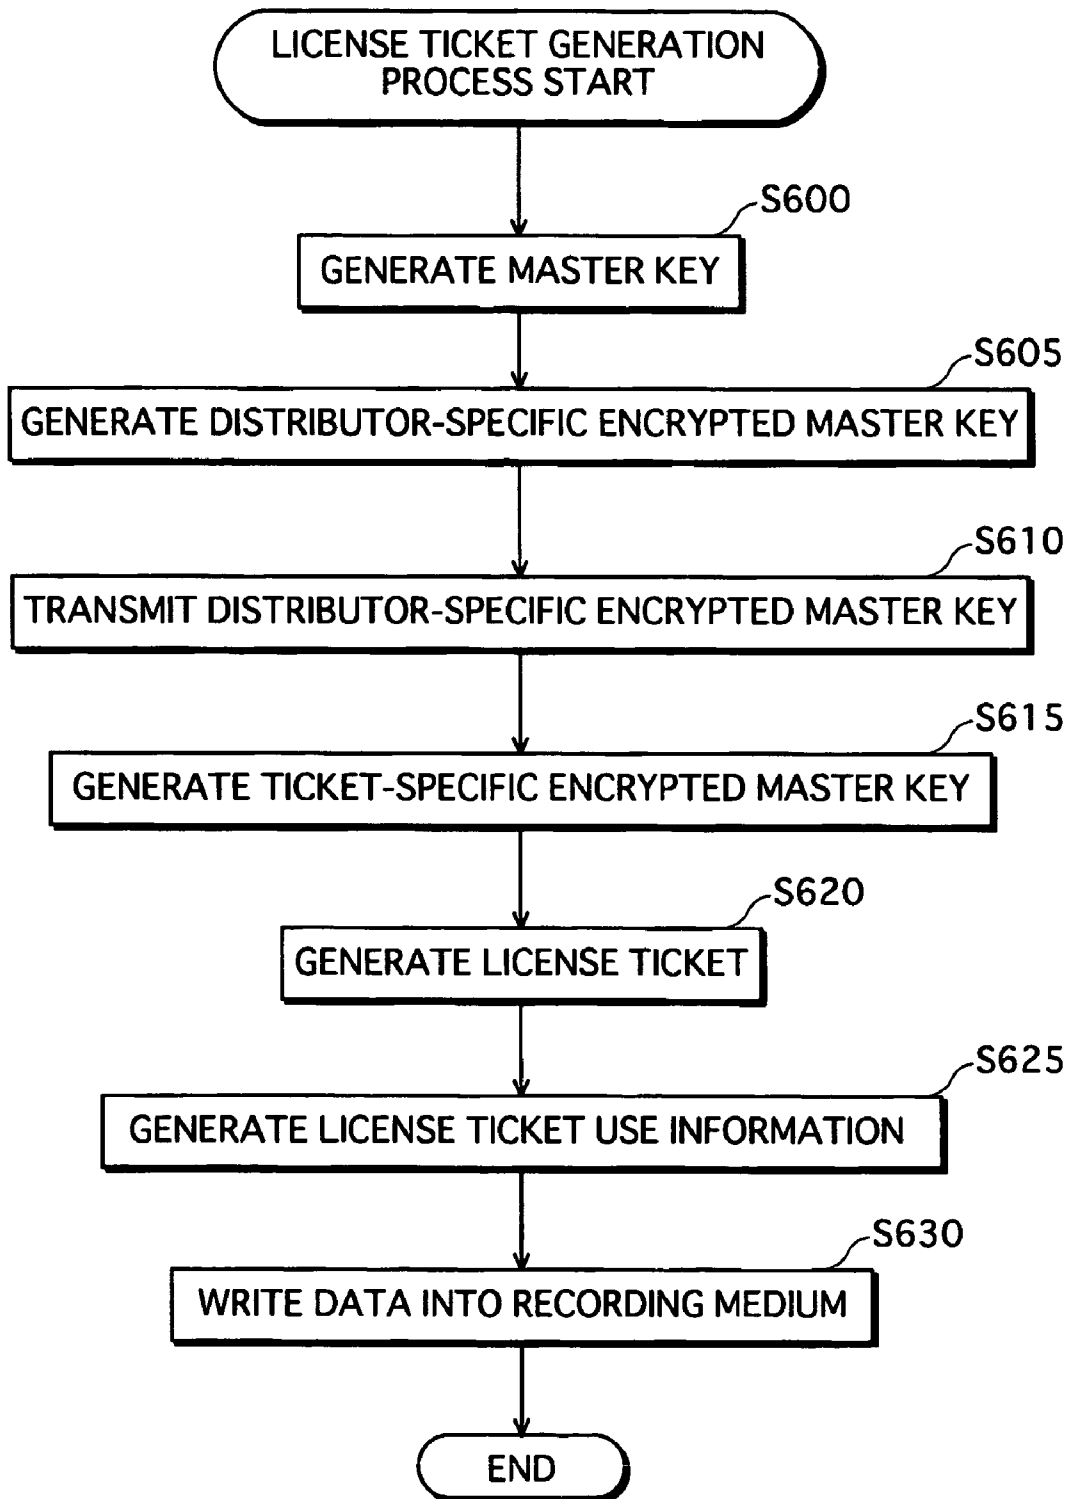 LICENSE TICKET GENERATION
PROCESS START
S600
GENERATE MASTER KEY
S605
GENERATE DISTRIBUTOR-SPECIFIC ENCRYPTED MASTER KEY
S610
TRANSMIT DISTRIBUTOR-SPECIFIC ENCRYPTED MASTER KEY
S615
GENERATE TICKET-SPECIFIC ENCRYPTED MASTER KEY
S620
GENERATE LICENSE TICKET
S625
GENERATE LICENSE TICKET USE INFORMATION
S630
WRITE DATA INTO RECORDING MEDIUM
END